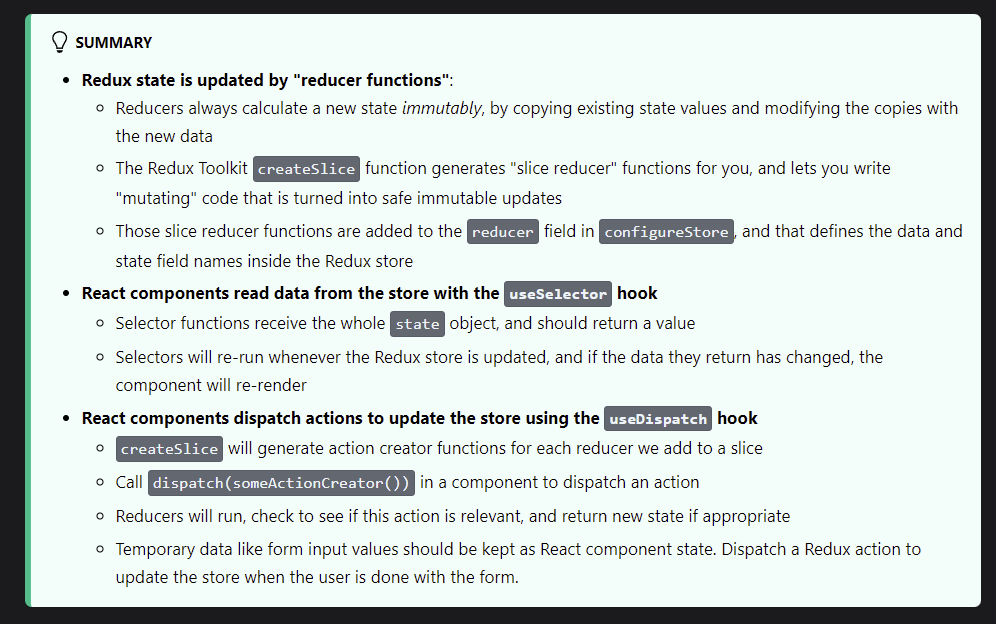 SUMMARY
Redux state is updated by "reducer functions":
Reducers always calculate a new state immutably, by copying existing state values and modifying the copies with
the new data
The Redux Toolkit createSlice function generates "slice reducer" functions for you, and lets you write
"mutating" code that is turned into safe immutable updates
Those slice reducer functions are added to the reducer field in configureStore, and that defines the data and
state field names inside the Redux store
React components read data from the store with the useSelector hook
Selector functions receive the whole state object, and should return a value
Selectors will re-run whenever the Redux store is updated, and if the data they return has changed, the
component will re-render
React components dispatch actions to update the store using the useDispatch hook
createSlice will generate action creator functions for each reducer we add to a slice
Call dispatch(someActionCreator()) in a component to dispatch an action
Reducers will run, check to see if this action is relevant, and return new state if appropriate
Temporary data like form input values should be kept as React component state. Dispatch a Redux action to
update the store when the user is done with the form.